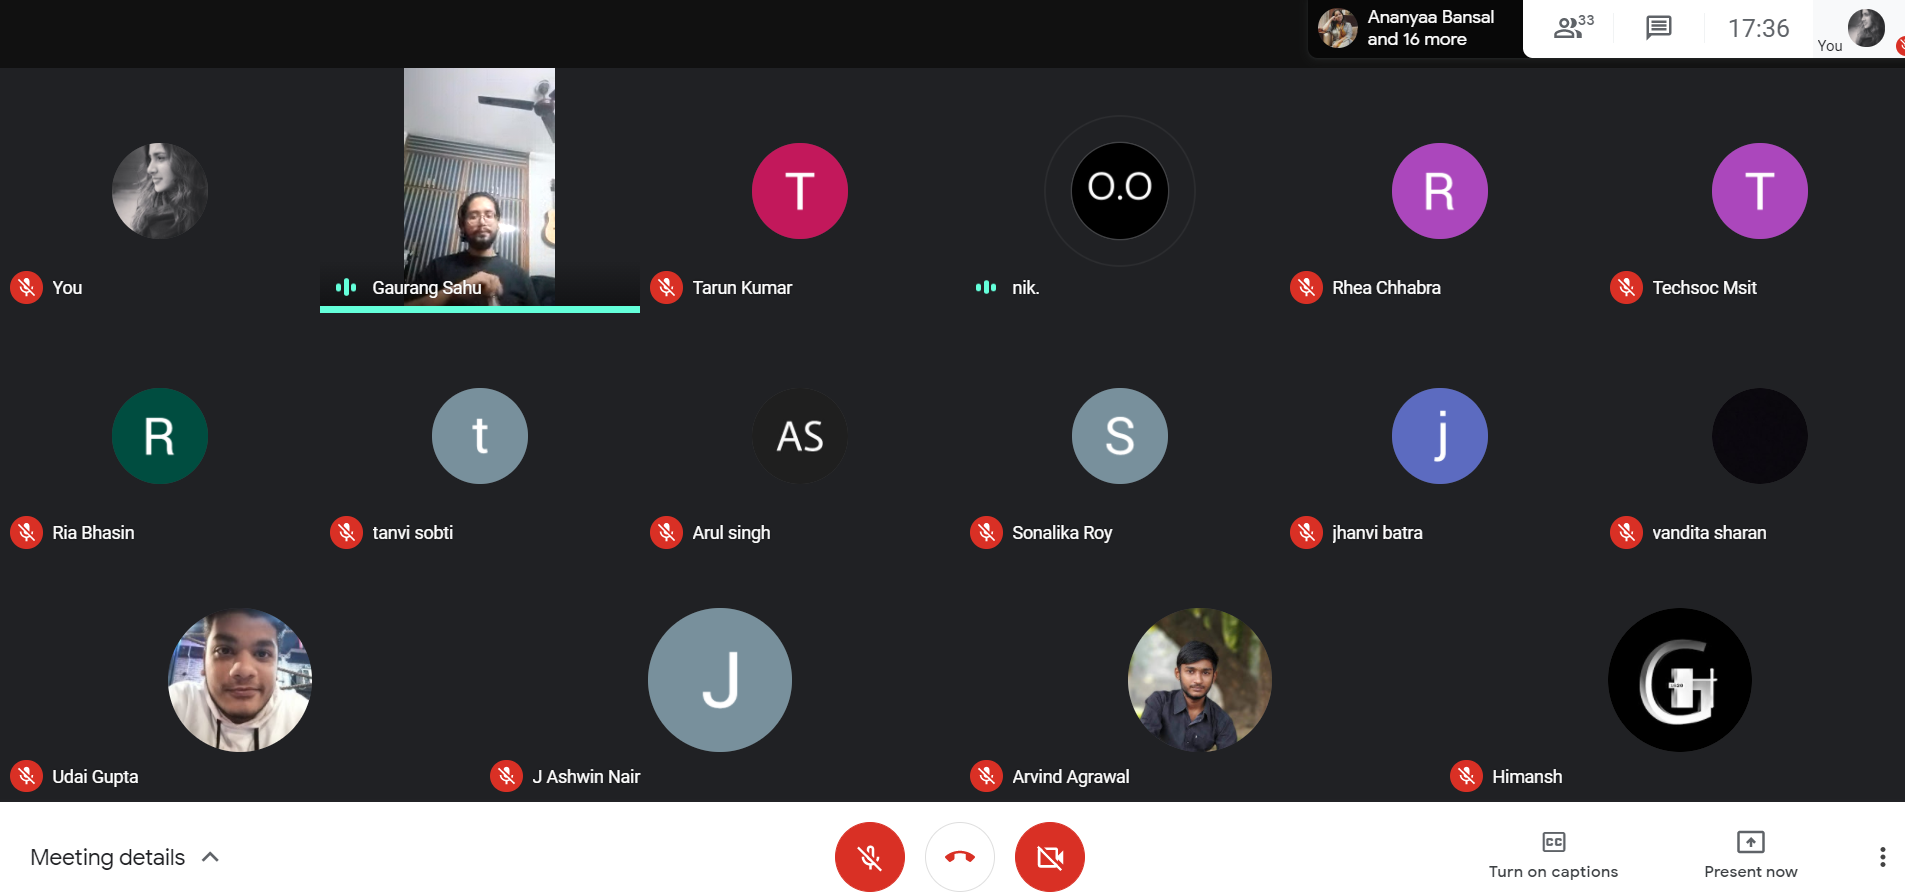 Ananyaa Bansal
and 16 more
33
17:36
You
T
O.O
R
T
You
Gaurang Sahu
Tarun Kumar
nik.
Rhea Chhabra
Techsoc Msit
R
t
AS
S
j
Ria Bhasin
tanvi sobti
Arul singh
Sonalika Roy
jhanvi batra
vandita sharan
J
G
Udai Gupta
J Ashwin Nair
Arvind Agrawal
Himansh
Meeting details
CC
Turn on captions
Present now